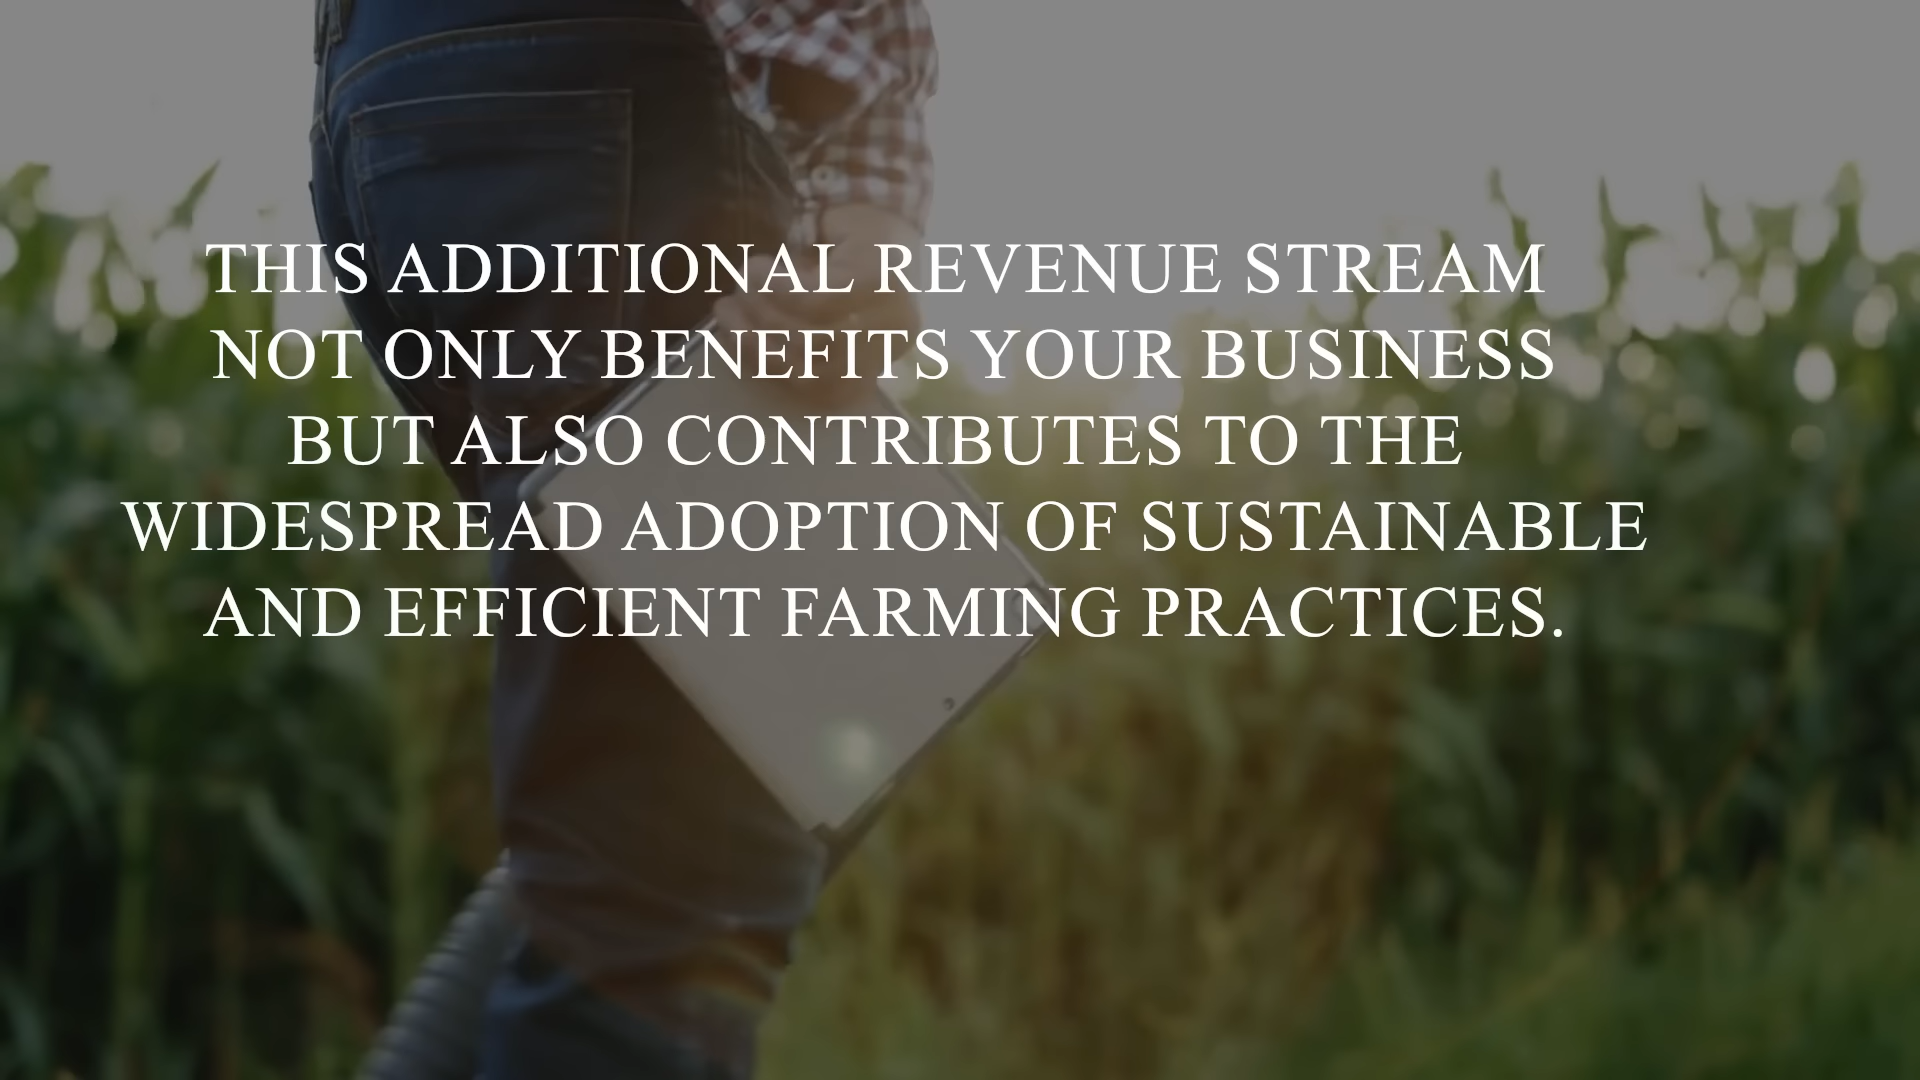 THIS ADDITIONAL REVENUE STREAM
NOT ONLY BENEFITS YOUR BUSINESS
BUT ALSO CONTRIBUTES TO THE
WIDESPREAD ADOPTION OF SUSTAINABLE
AND EFFICIENT FARMING PRACTICES.